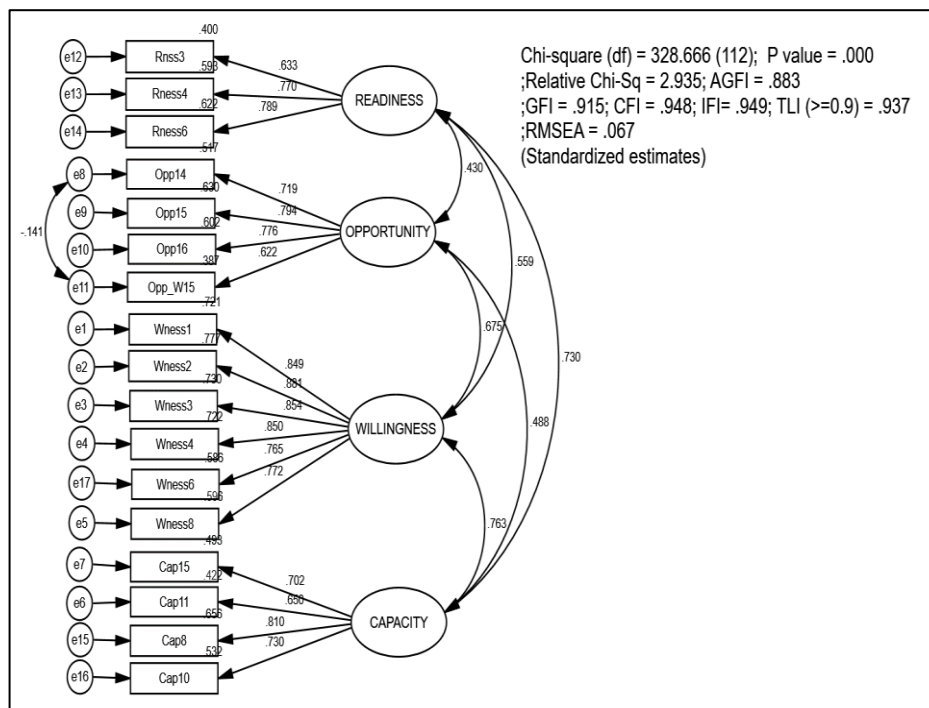 Chi-square (df) = 328.666 (112);  P value = .000
;Relative Chi-Sq = 2.935; AGFI = .883
;GFI = .915; CFI = .948; IFI= .949; TLI (>=0.9) = .937
;RMSEA = .067
(Standardized estimates)
.400
e12
Rnss3
.633
.593
e13
Rness4
.770
READINESS
.622
e14
Rness6
.789
.517
.430
e8
Opp14
.719
.630
e9
Opp15
.794
OPPORTUNITY
.602
-.141
e10
Opp16
.776
.387
.559
e11
Opp_W15
.622
.721
e1
Wness1
.675
.777
.730
e2
Wness2
.849
.730
.881
e3
Wness3
.854
WILLINGNESS
.488
.722
e4
Wness4
.850
.586
.765
e17
Wness6
.772
.596
e5
Wness8
.763
.493
e7
Cap15
.702
.422
e6
Cap11
.650
CAPACITY
.656
e15
Cap8
.810
.532
e16
Cap10
.730